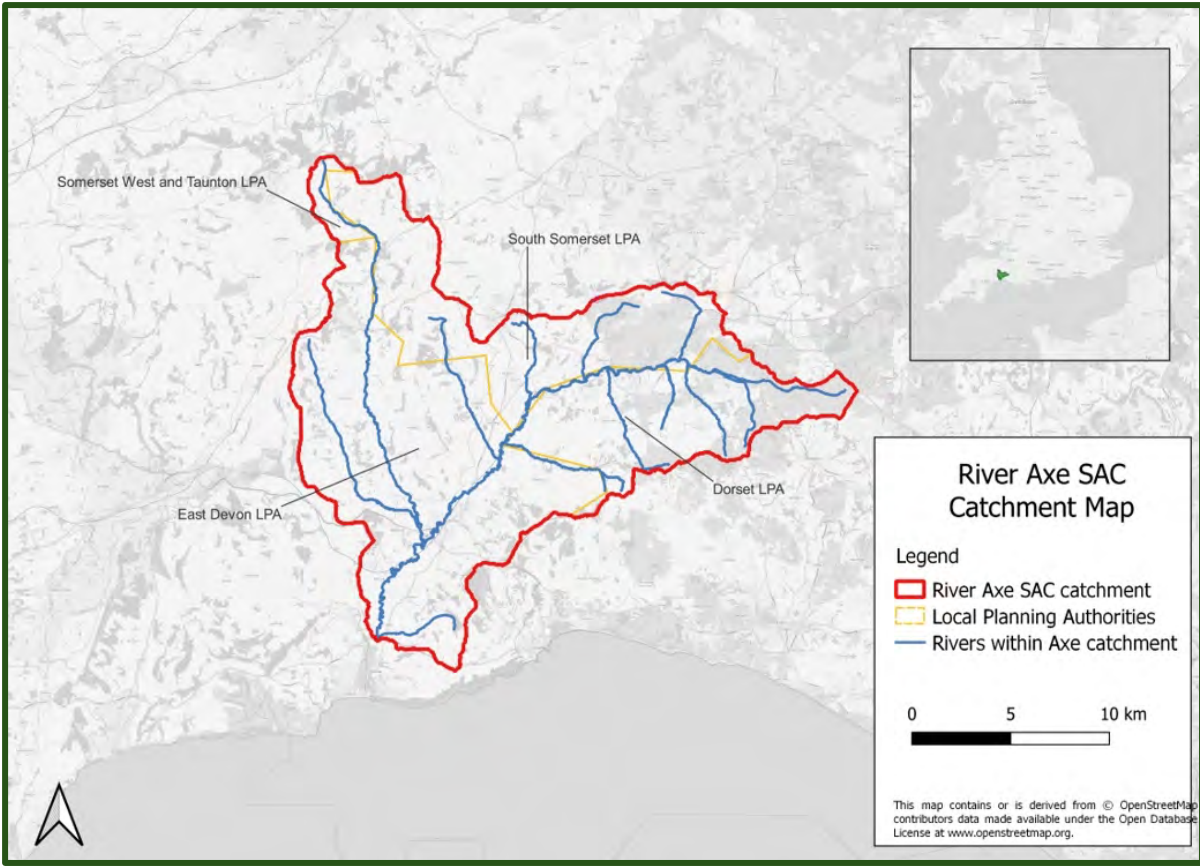 Somerset West and Taunton LPA
South Somerset LPA
East Devon LPA
Dorset LPA
River Axe SAC
Catchment Map
Legend
River Axe SAC catchment
Local Planning Authorities
Rivers within Axe catchment
0 5 10 km
This map contains or is derived from © OpenStreetMap
contributors data made available under the Open Database
License at www.openstreetmap.org.